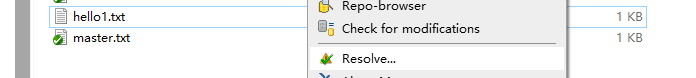 Repo-browser
hello1.txt 1 KB
Check for modifications
master.txt 1 KB
Resolve...